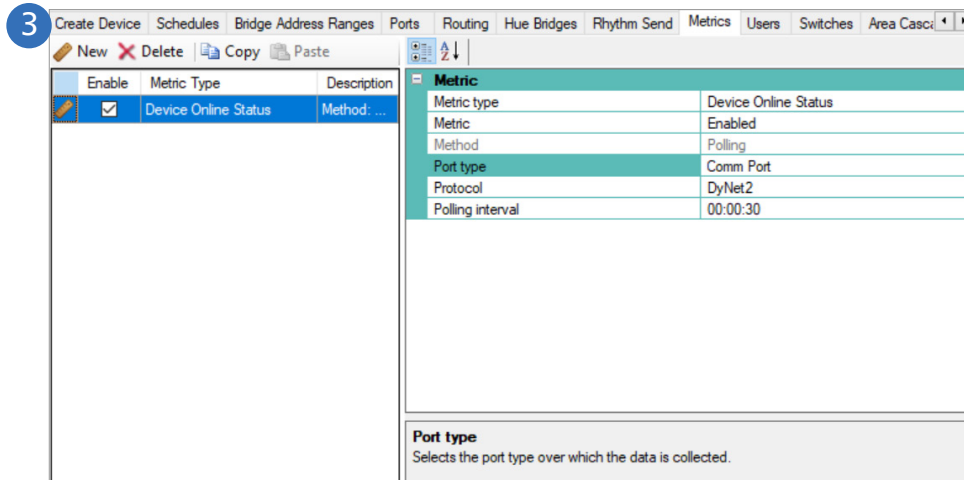 3
Create Device Schedules Bridge Address Ranges Ports Routing Hue Bridges Rhythm Send Metrics Users Switches Area Casca
New Delete Copy Paste
Enable Metric Type Description
Device Online Status Method: ...
Metric
Metric type Device Online Status
Metric Enabled
Method Polling
Port type Comm Port
Protocol DyNet2
Polling interval 00:00:30
Port type
Selects the port type over which the data is collected.